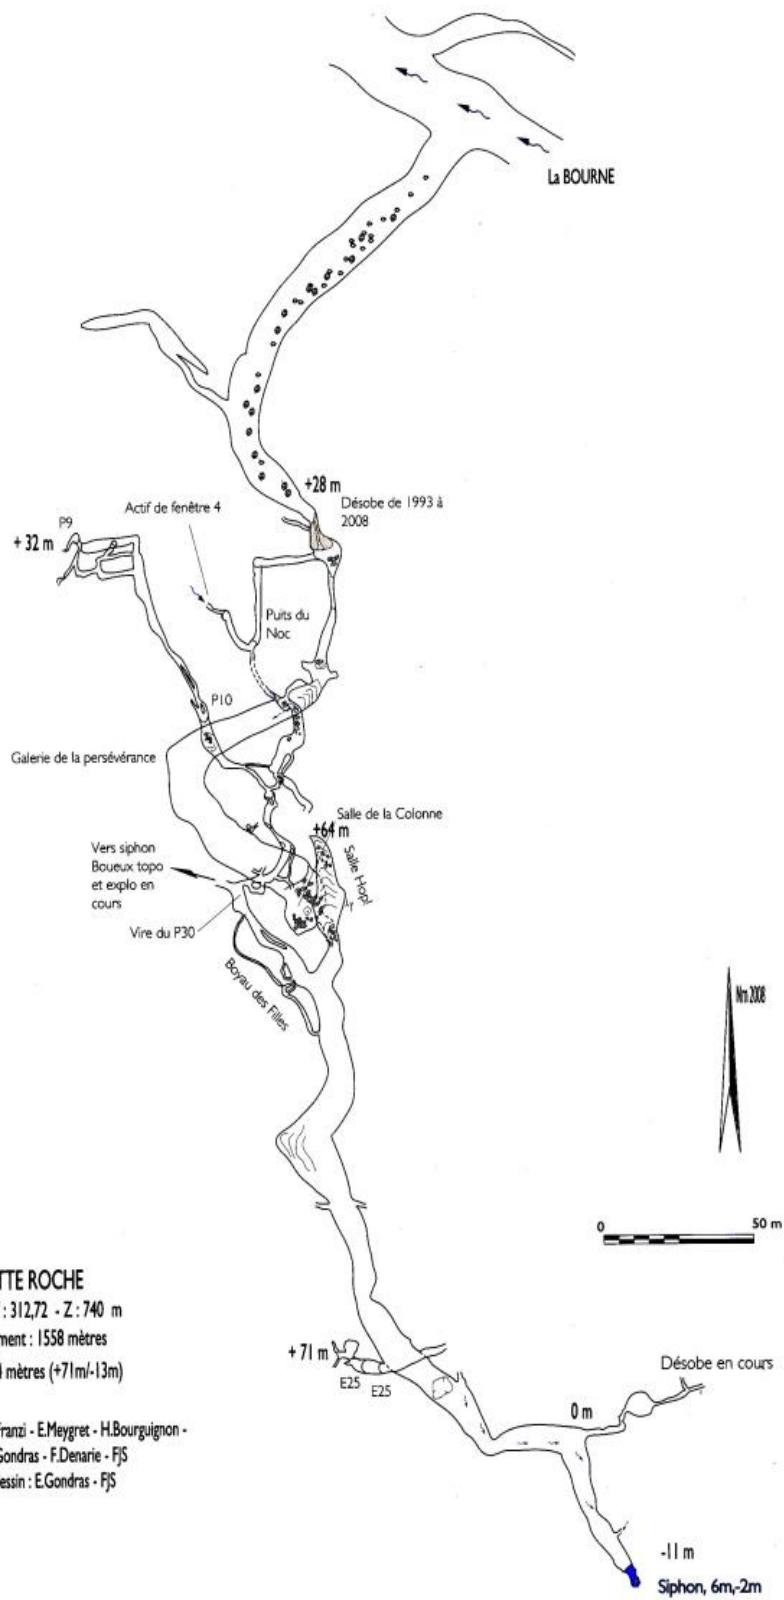 La BOURNE
+28 m
Désobe de 1993 à
2008
Actif de fenêtre 4
P9
+ 32 m
Puits du
Noc
P10
Galerie de la persévérance
Salle de la Colonne
+64 m
Salle Hop!
Vers siphon
Boueux topo
et explo en
cours
Vire du P30
Boyau des Filles
Nm 2008
0
50 m
TTE ROCHE
: 312,72 - Z : 740 m
ment : 1558 mètres
mètres (+71m/-13m)
+ 71 m
E25
E25
Désobe en cours
0 m
ranzi - E.Meygret - H.Bourguignon -
Gondras - F.Denarie - FJS
essin : E.Gondras - FJS
-11 m
Siphon, 6m,-2m